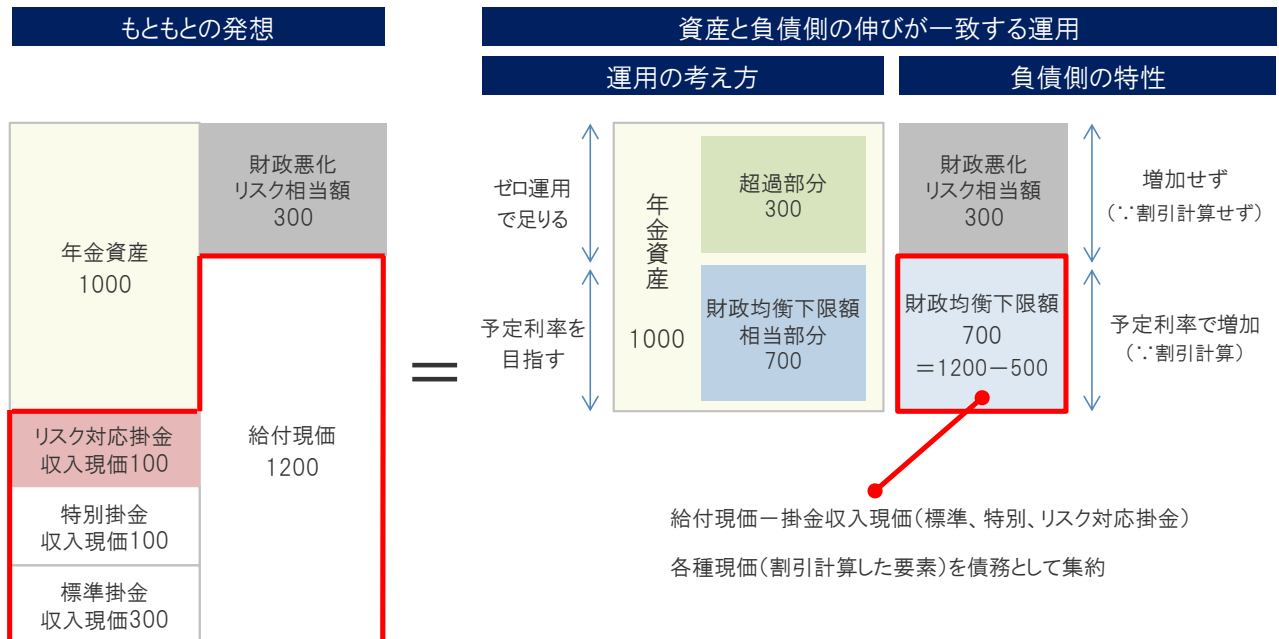 もともとの発想
資産と負債側の伸びが一致する運用
運用の考え方
負債側の特性
年金資産
1000
財政悪化
リスク相当額
300
リスク対応掛金
収入現価100
特別掛金
収入現価100
標準掛金
収入現価300
給付現価
1200
＝
ゼロ運用
で足りる
予定利率を
目指す
年金資産
1000
超過部分
300
財政均衡下限額
相当部分
700
財政悪化
リスク相当額
300
財政均衡下限額
700
＝1200－500
増加せず
（∵割引計算せず）
予定利率で増加
（∵割引計算）
給付現価－掛金収入現価（標準、特別、リスク対応掛金）
各種現価（割引計算した要素）を債務として集約